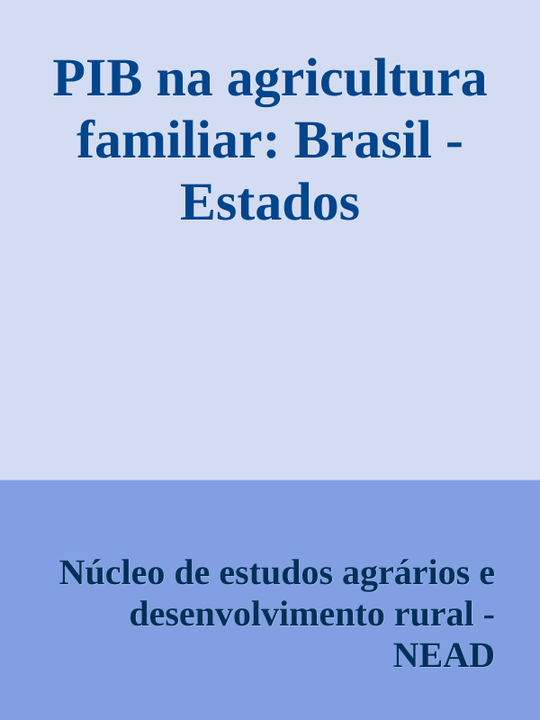 PIB na agricultura
familiar: Brasil -
Estados
Núcleo de estudos agrários e
desenvolvimento rural -
NEAD